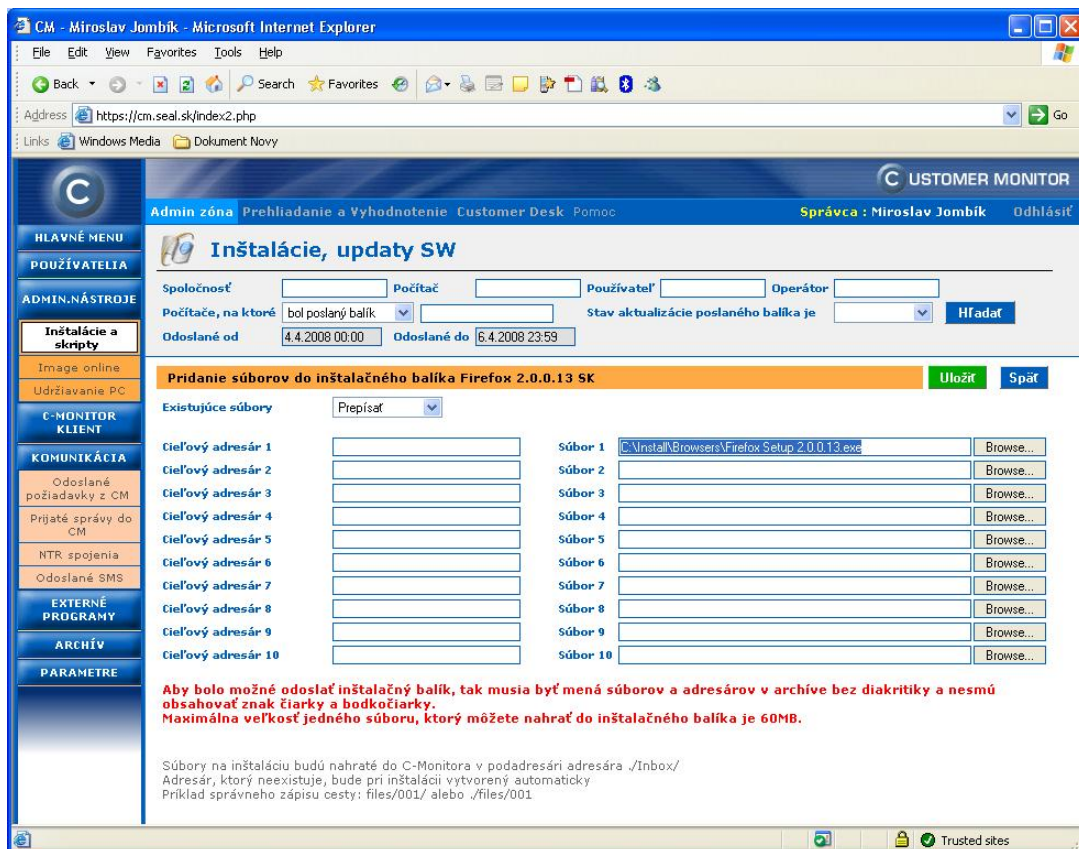 CM - Miroslav Jombík - Microsoft Internet Explorer
File Edit View Favorites Tools Help
Back Search Favorites
Address https://cm.seal.sk/index2.php Go
Links Windows Media Dokument Novy
C USTOMER MONITOR
Admin zóna Prehliadanie a Vyhodnotenie Customer Desk Pomoc Správca : Miroslav Jombík Odhlásiť
HLAVNÉ MENU
POUŽÍVATELIA
ADMIN.NÁSTROJE
Inštalácie a skripty
Image online
Udržiavanie PC
C-MONITOR KLIENT
KOMUNIKÁCIA
Odoslané požiadavky z CM
Prijaté správy do CM
NTR spojenia
Odoslané SMS
EXTERNÉ PROGRAMY
ARCHÍV
PARAMETRE
Inštalácie, updaty SW
Spoločnosť Počítač Používateľ Operátor
Počítače, na ktoré bol poslaný balík Stav aktualizácie poslaného balíka je Hľadať
Odoslané od 4.4.2008 00:00 Odoslané do 6.4.2008 23:59
Pridanie súborov do inštalačného balíka Firefox 2.0.0.13 SK Uložiť Späť
Existujúce súbory Prepísať
Cieľový adresár 1 Súbor 1 C:\Install\Browsers\Firefox Setup 2.0.0.13.exe Browse...
Cieľový adresár 2 Súbor 2 Browse...
Cieľový adresár 3 Súbor 3 Browse...
Cieľový adresár 4 Súbor 4 Browse...
Cieľový adresár 5 Súbor 5 Browse...
Cieľový adresár 6 Súbor 6 Browse...
Cieľový adresár 7 Súbor 7 Browse...
Cieľový adresár 8 Súbor 8 Browse...
Cieľový adresár 9 Súbor 9 Browse...
Cieľový adresár 10 Súbor 10 Browse...
Aby bolo možné odoslať inštalačný balík, tak musia byť mená súborov a adresárov v archíve bez diakritiky a nesmú
obsahovať znak čiarky a bodkočiarky.
Maximálna veľkosť jedného súboru, ktorý môžete nahrať do inštalačného balíka je 60MB.
Súbory na inštaláciu budú nahraté do C-Monitora v podadresári adresára ./Inbox/
Adresár, ktorý neexistuje, bude pri inštalácii vytvorený automaticky
Príklad správneho zápisu cesty: files/001/ alebo ./files/001
Trusted sites